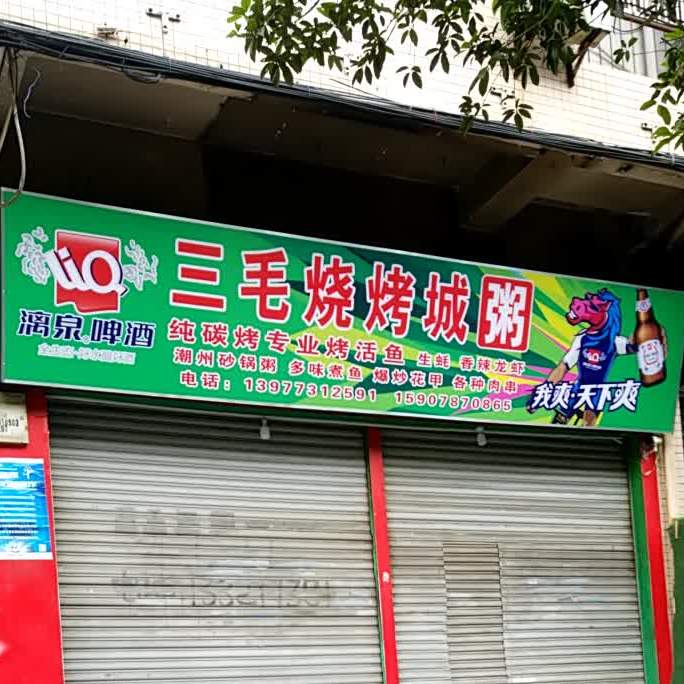 LiQ
漓泉®啤酒
三毛烧烤城 粥
纯碳烤专业烤活鱼 生蚝 香辣龙虾
潮州砂锅粥 多味煮鱼 爆炒花甲 各种肉串
电话：13977312591 15907870865
我爽·天下爽